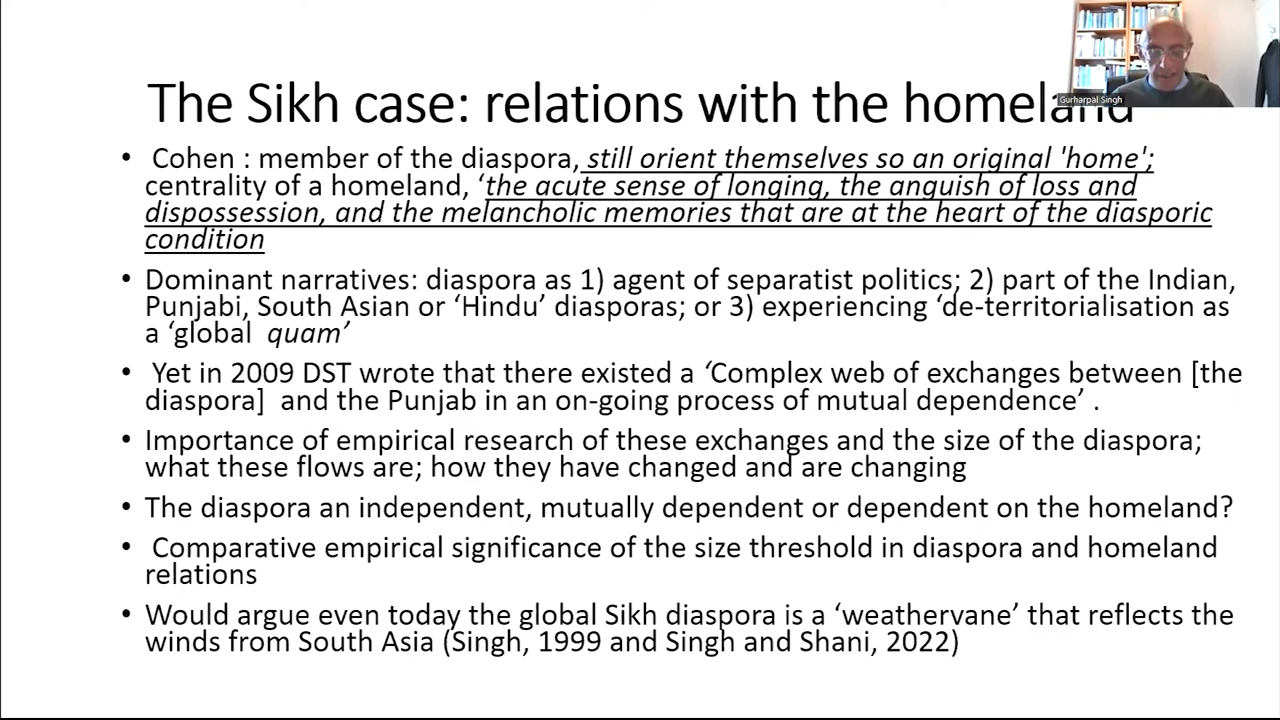 The Sikh case: relations with the homeland
Gurharpal Singh
• Cohen : member of the diaspora, still orient themselves so an original 'home';
centrality of a homeland, ‘the acute sense of longing, the anguish of loss and
dispossession, and the melancholic memories that are at the heart of the diasporic
condition
• Dominant narratives: diaspora as 1) agent of separatist politics; 2) part of the Indian,
Punjabi, South Asian or ‘Hindu’ diasporas; or 3) experiencing ‘de-territorialisation as
a ‘global quam’
• Yet in 2009 DST wrote that there existed a ‘Complex web of exchanges between [the
diaspora] and the Punjab in an on-going process of mutual dependence’ .
• Importance of empirical research of these exchanges and the size of the diaspora;
what these flows are; how they have changed and are changing
• The diaspora an independent, mutually dependent or dependent on the homeland?
• Comparative empirical significance of the size threshold in diaspora and homeland
relations
• Would argue even today the global Sikh diaspora is a ‘weathervane’ that reflects the
winds from South Asia (Singh, 1999 and Singh and Shani, 2022)